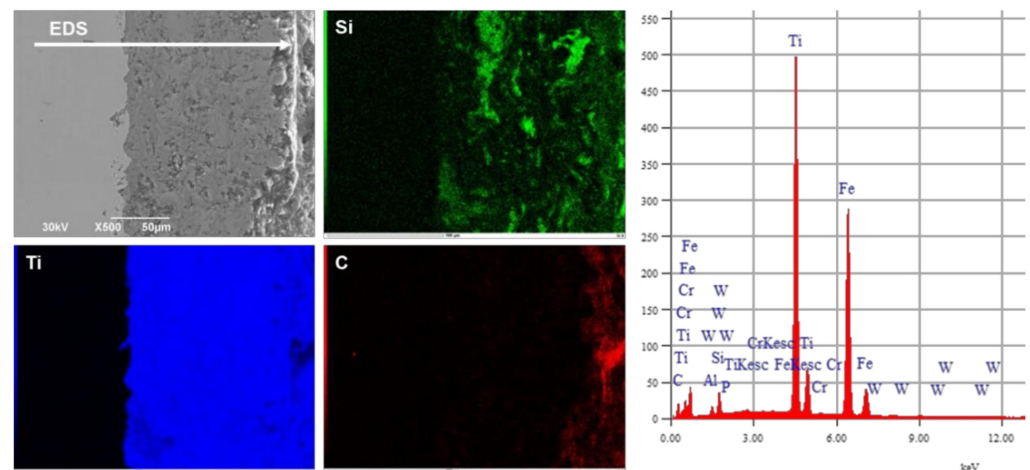 EDS
30kV X500 50µm
Si
Ti
C
550
500
450
400
350
300
250
200
150
100
50
0
0.00 3.00 6.00 9.00 12.00
keV
Ti
Fe
Fe
Fe
Cr W
Cr W
Ti W W CrKesc Ti
Ti Si TiKesc FeKesc Cr Fe W W
C Al P Cr W W W W